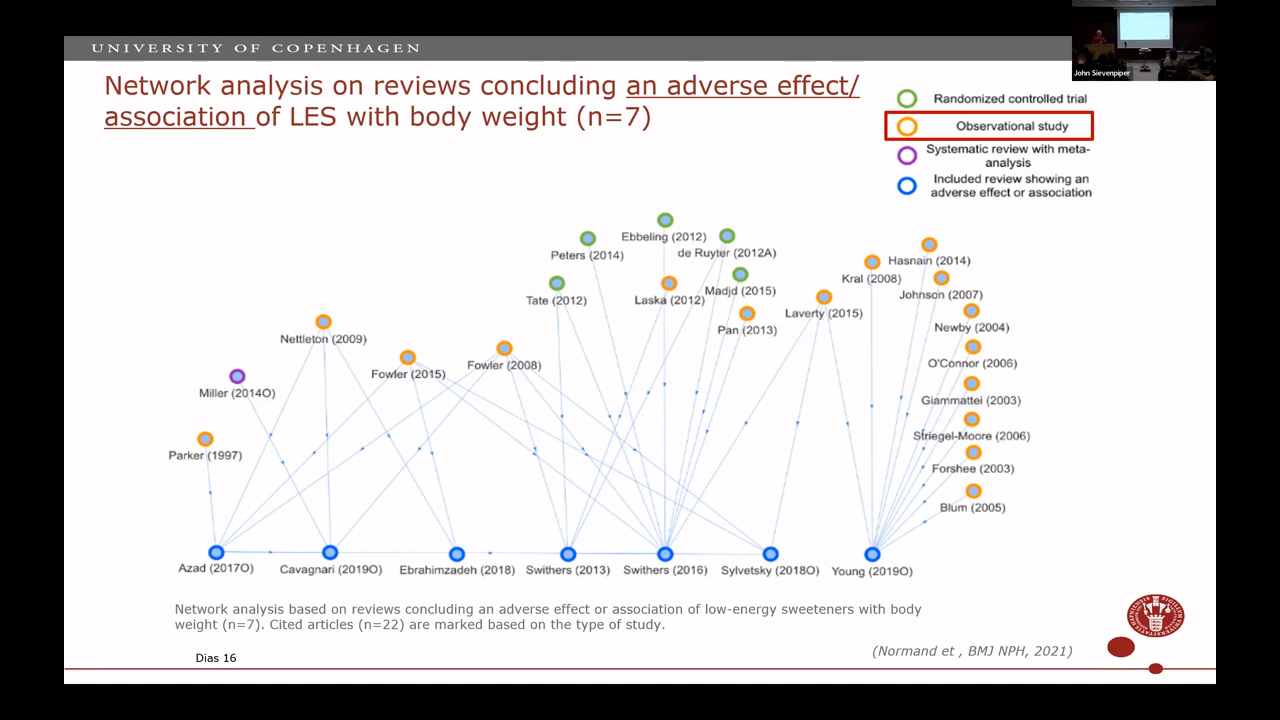 UNIVERSITY OF COPENHAGEN
John Sievenpiper
Network analysis on reviews concluding an adverse effect/
association of LES with body weight (n=7)
Randomized controlled trial
Observational study
Systematic review with meta-
analysis
Included review showing an
adverse effect or association
Ebbeling (2012)
Peters (2014)
de Ruyter (2012A)
Hasnain (2014)
Kral (2008)
Madjd (2015)
Johnson (2007)
Tate (2012)
Laska (2012)
Laverty (2015)
Pan (2013)
Newby (2004)
Nettleton (2009)
Fowler (2015)
Fowler (2008)
O'Connor (2006)
Miller (2014O)
Giammattei (2003)
Striegel-Moore (2006)
Parker (1997)
Forshee (2003)
Blum (2005)
Azad (2017O)
Cavagnari (2019O)
Ebrahimzadeh (2018)
Swithers (2013)
Swithers (2016)
Sylvetsky (2018O)
Young (2019O)
Network analysis based on reviews concluding an adverse effect or association of low-energy sweeteners with body
weight (n=7). Cited articles (n=22) are marked based on the type of study.
(Normand et , BMJ NPH, 2021)
Dias 16